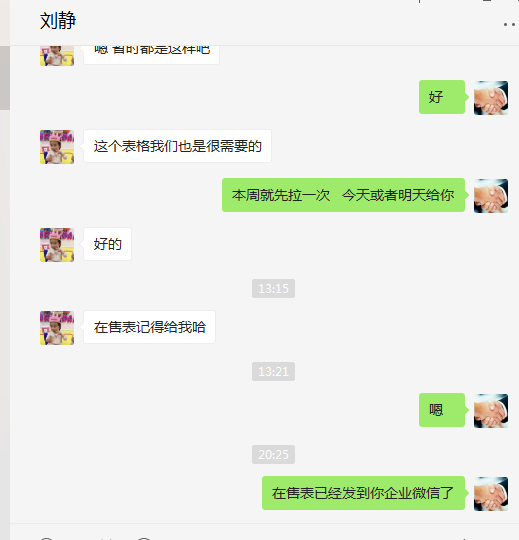 刘静
嗯 暂时都是这样吧
好
这个表格我们也是很需要的
本周就先拉一次 今天或者明天给你
好的
13:15
在售表记得给我哈
13:21
嗯
20:25
在售表已经发到你企业微信了